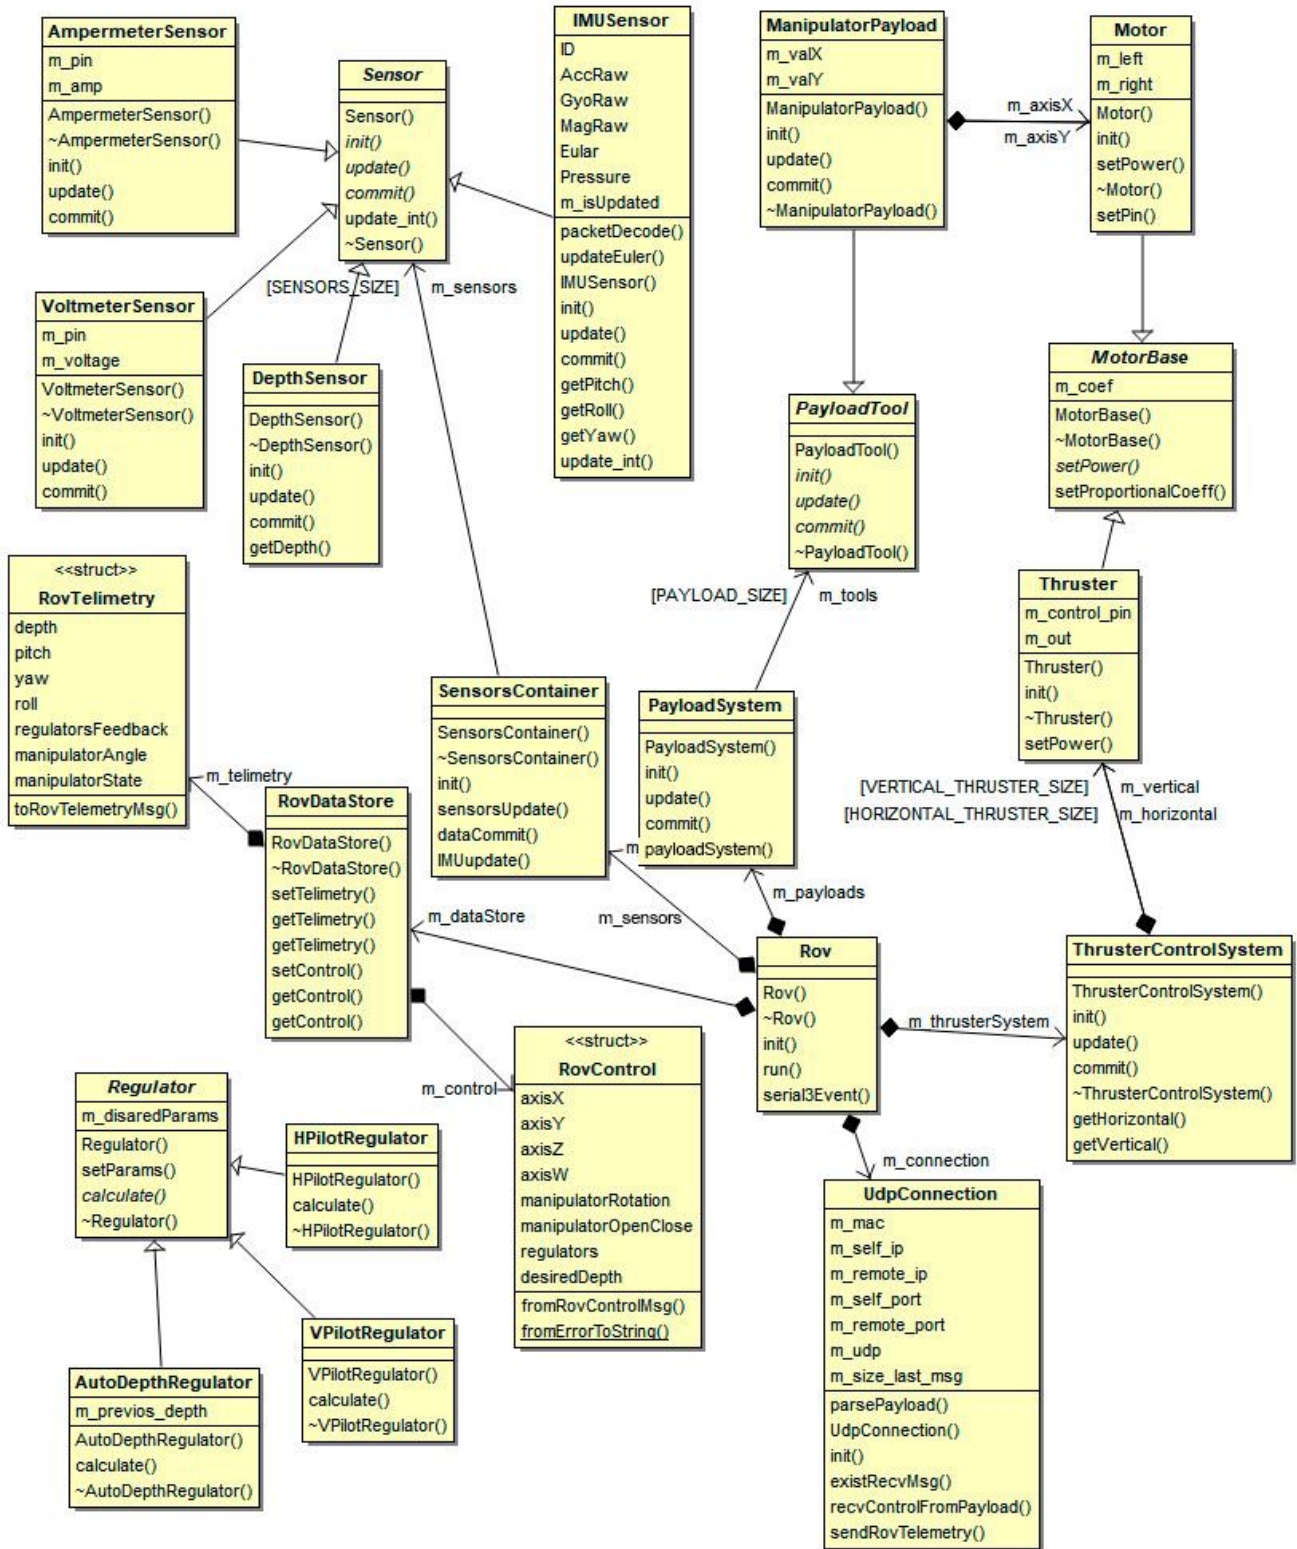 AmpermeterSensor
m_pin
m_amp
AmpermeterSensor()
~AmpermeterSensor()
init()
update()
commit()
Sensor
Sensor()
init()
update()
commit()
update_int()
~Sensor()
IMUSensor
ID
AccRaw
GyoRaw
MagRaw
Eular
Pressure
m_isUpdated
packetDecode()
updateEuler()
IMUSensor()
init()
update()
commit()
getPitch()
getRoll()
getYaw()
update_int()
ManipulatorPayload
m_valX
m_valY
ManipulatorPayload()
init()
update()
commit()
~ManipulatorPayload()
m_axisX
m_axisY
Motor
m_left
m_right
Motor()
init()
setPower()
~Motor()
setPin()
[SENSORS_SIZE]
m_sensors
VoltmeterSensor
m_pin
m_voltage
VoltmeterSensor()
~VoltmeterSensor()
init()
update()
commit()
DepthSensor
DepthSensor()
~DepthSensor()
init()
update()
commit()
getDepth()
PayloadTool
PayloadTool()
init()
update()
commit()
~PayloadTool()
MotorBase
m_coef
MotorBase()
~MotorBase()
setPower()
setProportionalCoeff()
<<struct>>
RovTelimetry
depth
pitch
yaw
roll
regulatorsFeedback
manipulatorAngle
manipulatorState
toRovTelemetryMsg()
[PAYLOAD_SIZE]
m_tools
Thruster
m_control_pin
m_out
Thruster()
init()
~Thruster()
setPower()
SensorsContainer
SensorsContainer()
~SensorsContainer()
init()
sensorsUpdate()
dataCommit()
IMUupdate()
PayloadSystem
PayloadSystem()
init()
update()
commit()
payloadSystem()
m
[VERTICAL_THRUSTER_SIZE]
m_vertical
[HORIZONTAL_THRUSTER_SIZE]
m_horizontal
m_telimetry
RovDataStore
RovDataStore()
~RovDataStore()
setTelimetry()
getTelimetry()
getTelimetry()
setControl()
getControl()
getControl()
m_dataStore
m_sensors
m_payloads
Rov
Rov()
~Rov()
init()
run()
serial3Event()
m_thrusterSystem
ThrusterControlSystem
ThrusterControlSystem()
init()
update()
commit()
~ThrusterControlSystem()
getHorizontal()
getVertical()
m_control
<<struct>>
RovControl
axisX
axisY
axisZ
axisW
manipulatorRotation
manipulatorOpenClose
regulators
desiredDepth
fromRovControlMsg()
fromErrorToString()
m_connection
UdpConnection
m_mac
m_self_ip
m_remote_ip
m_self_port
m_remote_port
m_udp
m_size_last_msg
parsePayload()
UdpConnection()
init()
existRecvMsg()
recvControlFromPayload()
sendRovTelemetry()
Regulator
m_disaredParams
Regulator()
setParams()
calculate()
~Regulator()
HPilotRegulator
HPilotRegulator()
calculate()
~HPilotRegulator()
VPilotRegulator
VPilotRegulator()
calculate()
~VPilotRegulator()
AutoDepthRegulator
m_previos_depth
AutoDepthRegulator()
calculate()
~AutoDepthRegulator()